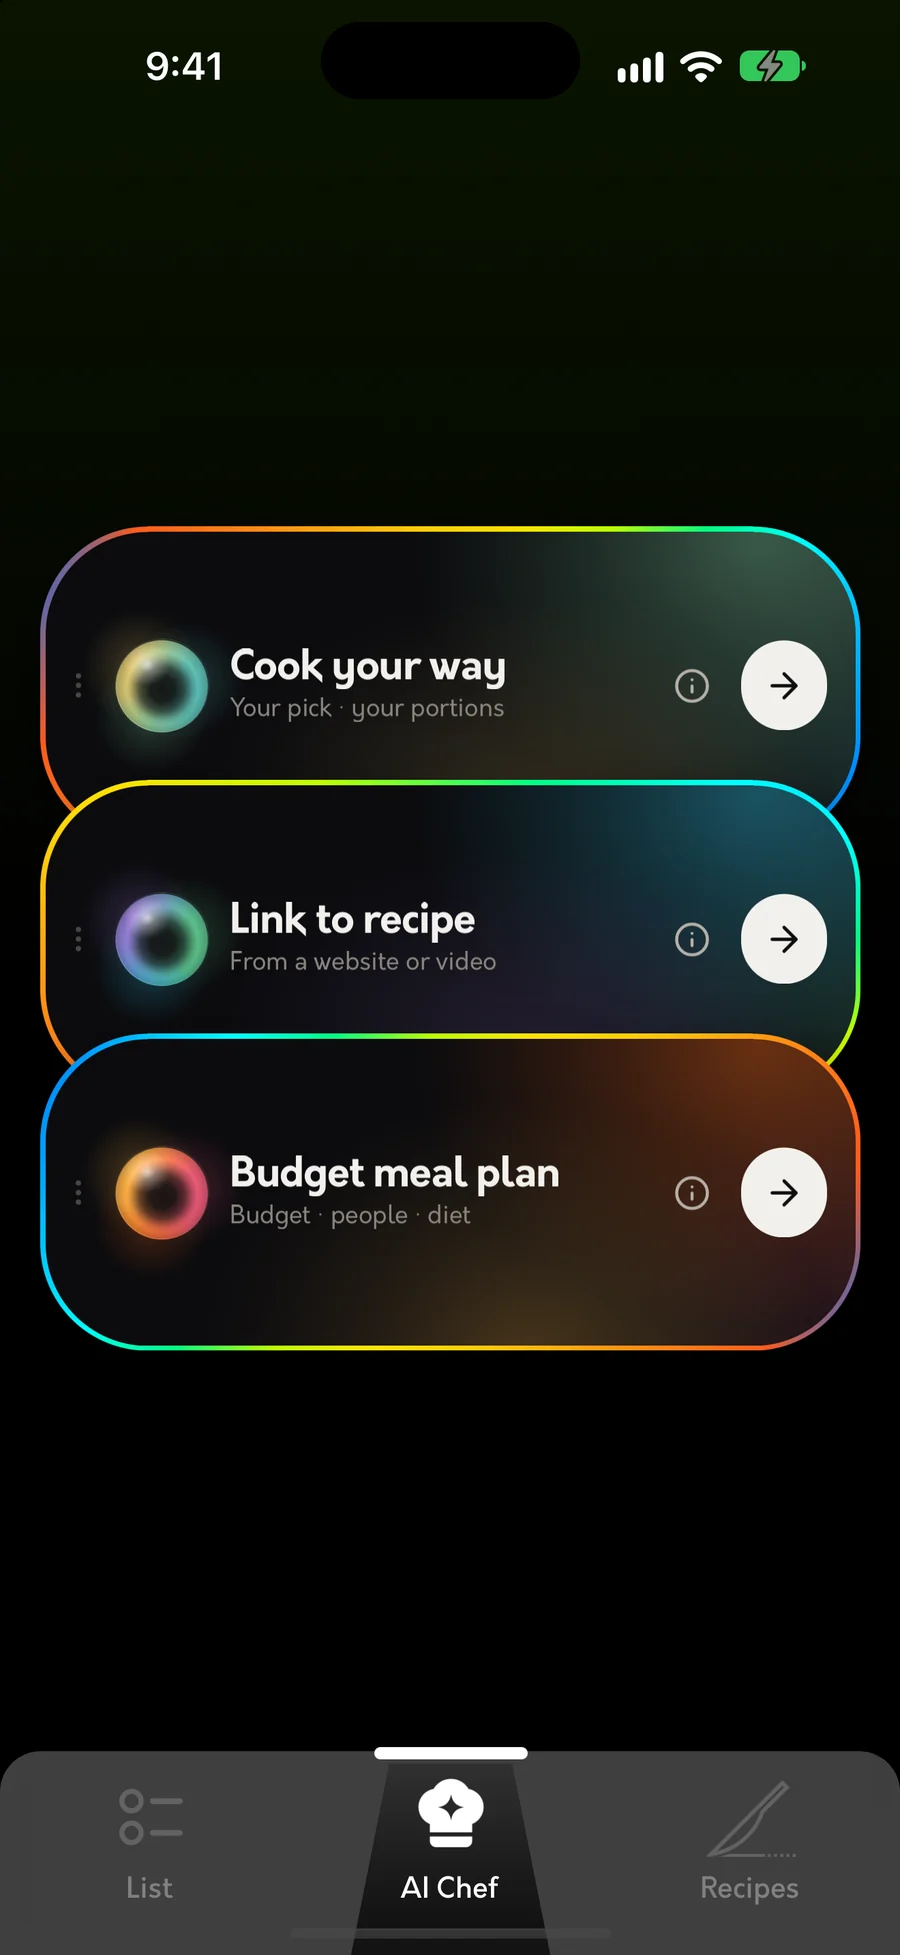 9:41
Cook your way
Your pick · your portions
Link to recipe
From a website or video
Budget meal plan
Budget · people · diet
List
AI Chef
Recipes